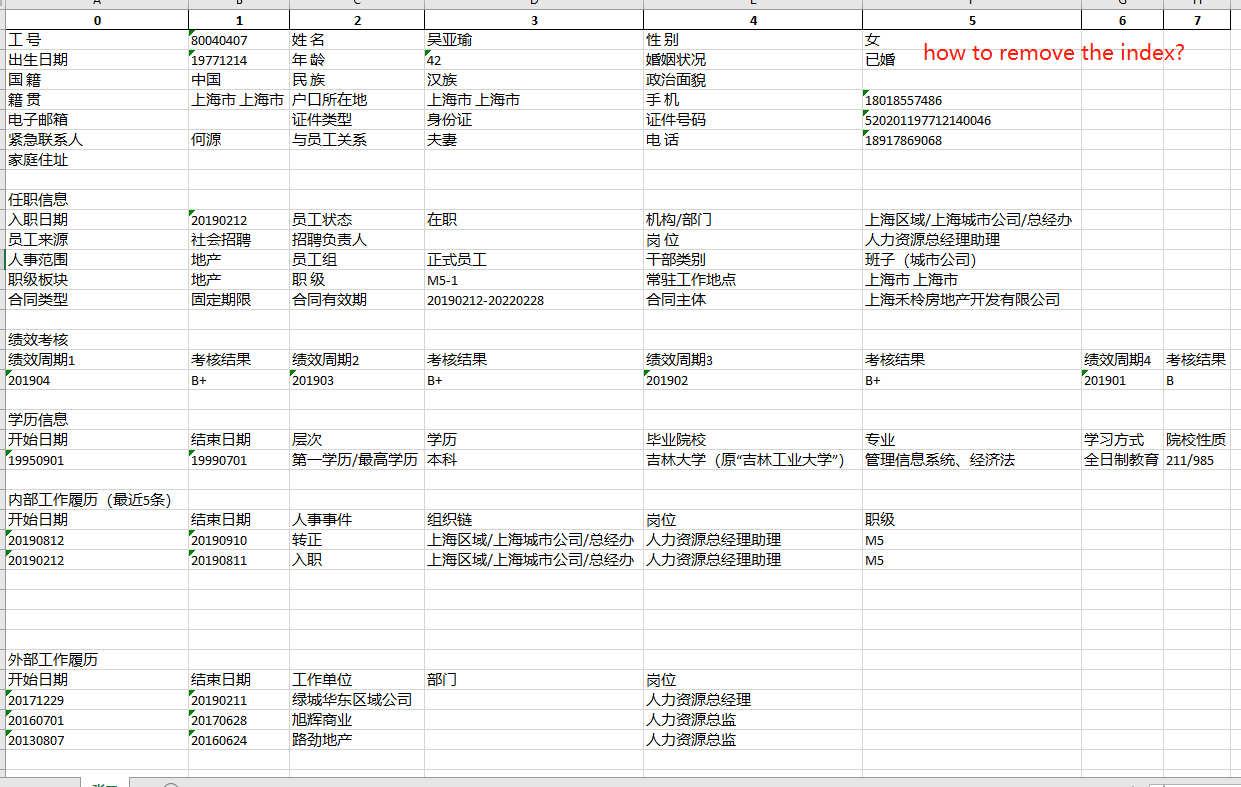 0 1 2 3 4 5 6 7
工 号 80040407 姓 名 吴亚瑜 性 别 女
how to remove the index?
出生日期 19771214 年 龄 42 婚姻状况 已婚
国 籍 中国 民 族 汉族 政治面貌
籍 贯 上海市 上海市 户口所在地 上海市 上海市 手 机 18018557486
电子邮箱 证件类型 身份证 证件号码 520201197712140046
紧急联系人 何源 与员工关系 夫妻 电 话 18917869068
家庭住址
任职信息
入职日期 20190212 员工状态 在职 机构/部门 上海区域/上海城市公司/总经办
员工来源 社会招聘 招聘负责人 岗 位 人力资源总经理助理
人事范围 地产 员工组 正式员工 干部类别 班子（城市公司）
职级板块 地产 职 级 M5-1 常驻工作地点 上海市 上海市
合同类型 固定期限 合同有效期 20190212-20220228 合同主体 上海禾柃房地产开发有限公司
绩效考核
绩效周期1 考核结果 绩效周期2 考核结果 绩效周期3 考核结果 绩效周期4 考核结果
201904 B+ 201903 B+ 201902 B+ 201901 B
学历信息
开始日期 结束日期 层次 学历 毕业院校 专业 学习方式 院校性质
19950901 19990701 第一学历/最高学历 本科 吉林大学（原“吉林工业大学”） 管理信息系统、经济法 全日制教育 211/985
内部工作履历（最近5条）
开始日期 结束日期 人事事件 组织链 岗位 职级
20190812 20190910 转正 上海区域/上海城市公司/总经办 人力资源总经理助理 M5
20190212 20190811 入职 上海区域/上海城市公司/总经办 人力资源总经理助理 M5
外部工作履历
开始日期 结束日期 工作单位 部门 岗位
20171229 20190211 绿城华东区域公司 人力资源总经理
20160701 20170628 旭辉商业 人力资源总监
20130807 20160624 路劲地产 人力资源总监